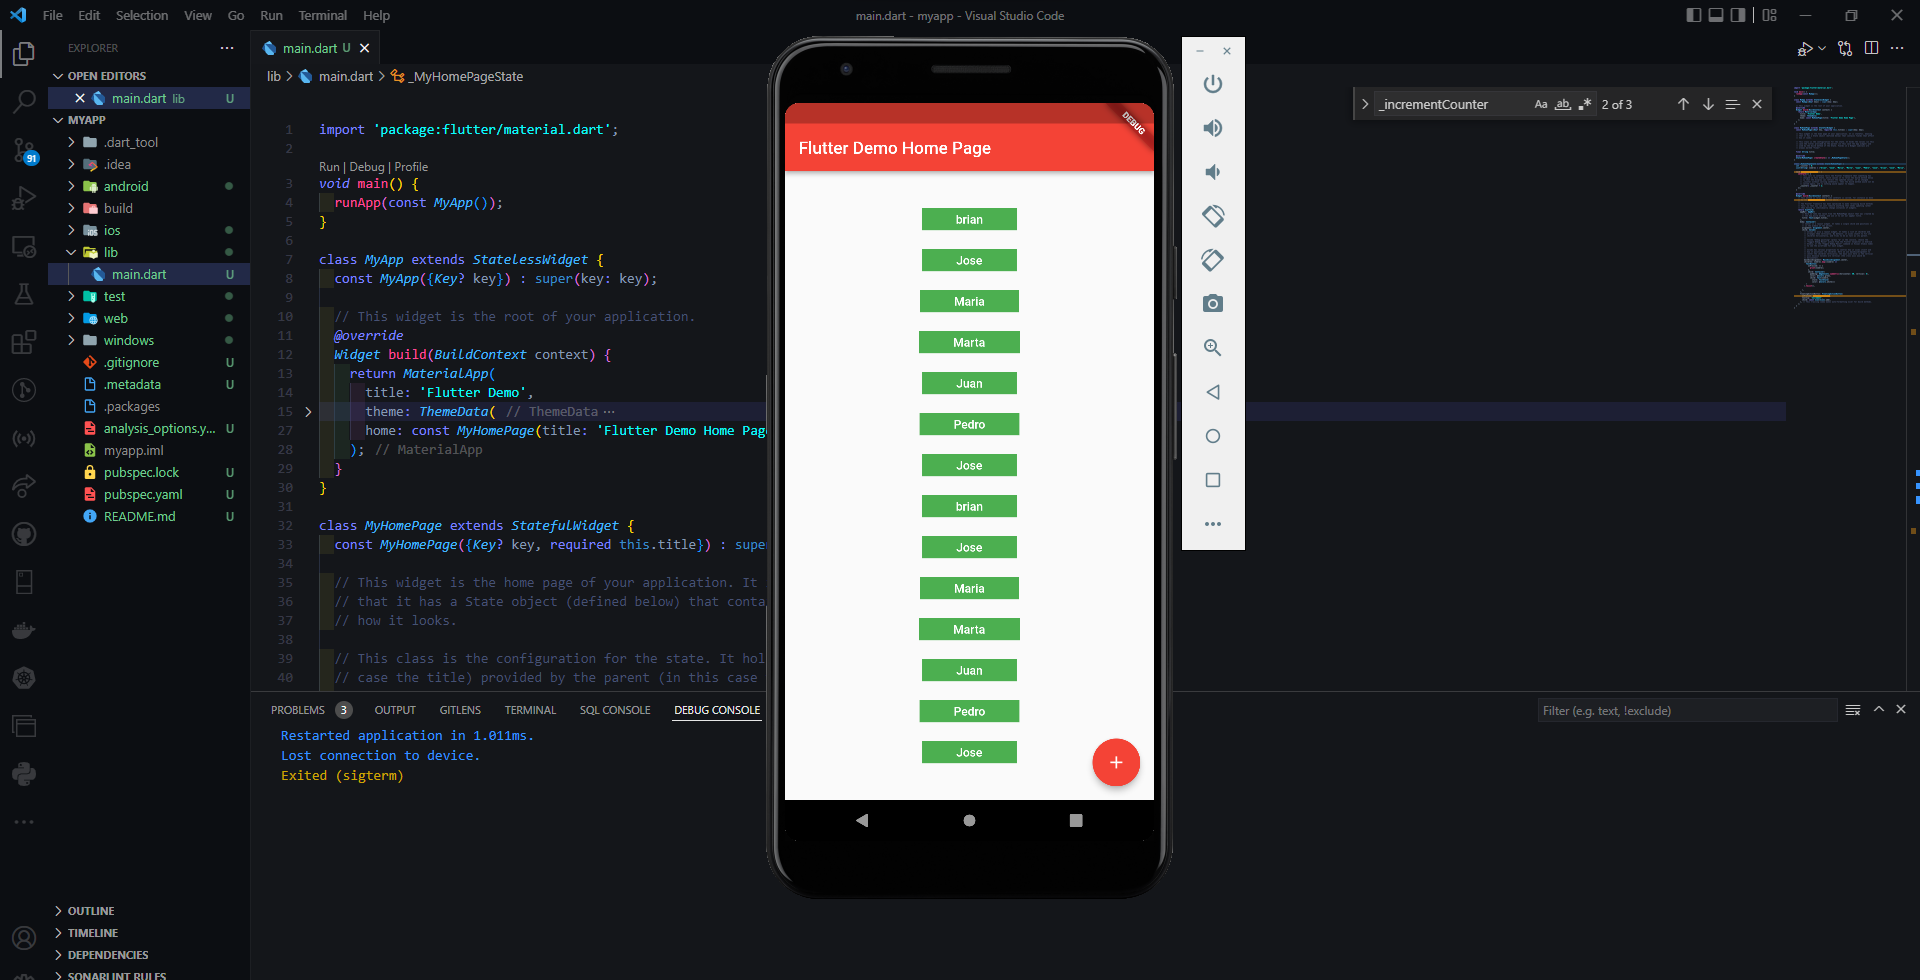 File Edit Selection View Go Run Terminal Help
main.dart - myapp - Visual Studio Code
EXPLORER
OPEN EDITORS
main.dart lib U
MYAPP
.dart_tool
.idea
android
build
ios
lib
main.dart U
test
web
windows
.gitignore U
.metadata U
.packages
analysis_options.y... U
myapp.iml
pubspec.lock U
pubspec.yaml U
README.md U
OUTLINE
TIMELINE
DEPENDENCIES
SONARLINT RULES
91
main.dart U
lib > main.dart > _MyHomePageState
1 import 'package:flutter/material.dart';
2
Run | Debug | Profile
3 void main() {
4 runApp(const MyApp());
5 }
6
7 class MyApp extends StatelessWidget {
8 const MyApp({Key? key}) : super(key: key);
9
10 // This widget is the root of your application.
11 @override
12 Widget build(BuildContext context) {
13 return MaterialApp(
14 title: 'Flutter Demo',
15 theme: ThemeData( // ThemeData ...
27 home: const MyHomePage(title: 'Flutter Demo Home Pag
28 ); // MaterialApp
29 }
30 }
31
32 class MyHomePage extends StatefulWidget {
33 const MyHomePage({Key? key, required this.title}) : supe
34
35 // This widget is the home page of your application. It
36 // that it has a State object (defined below) that conta
37 // how it looks.
38
39 // This class is the configuration for the state. It hol
40 // case the title) provided by the parent (in this case
_incrementCounter Aa ab 2 of 3
PROBLEMS 3 OUTPUT GITLENS TERMINAL SQL CONSOLE DEBUG CONSOLE
Filter (e.g. text, !exclude)
Restarted application in 1.011ms.
Lost connection to device.
Exited (sigterm)
DEBUG
Flutter Demo Home Page
brian
Jose
Maria
Marta
Juan
Pedro
Jose
brian
Jose
Maria
Marta
Juan
Pedro
Jose
+